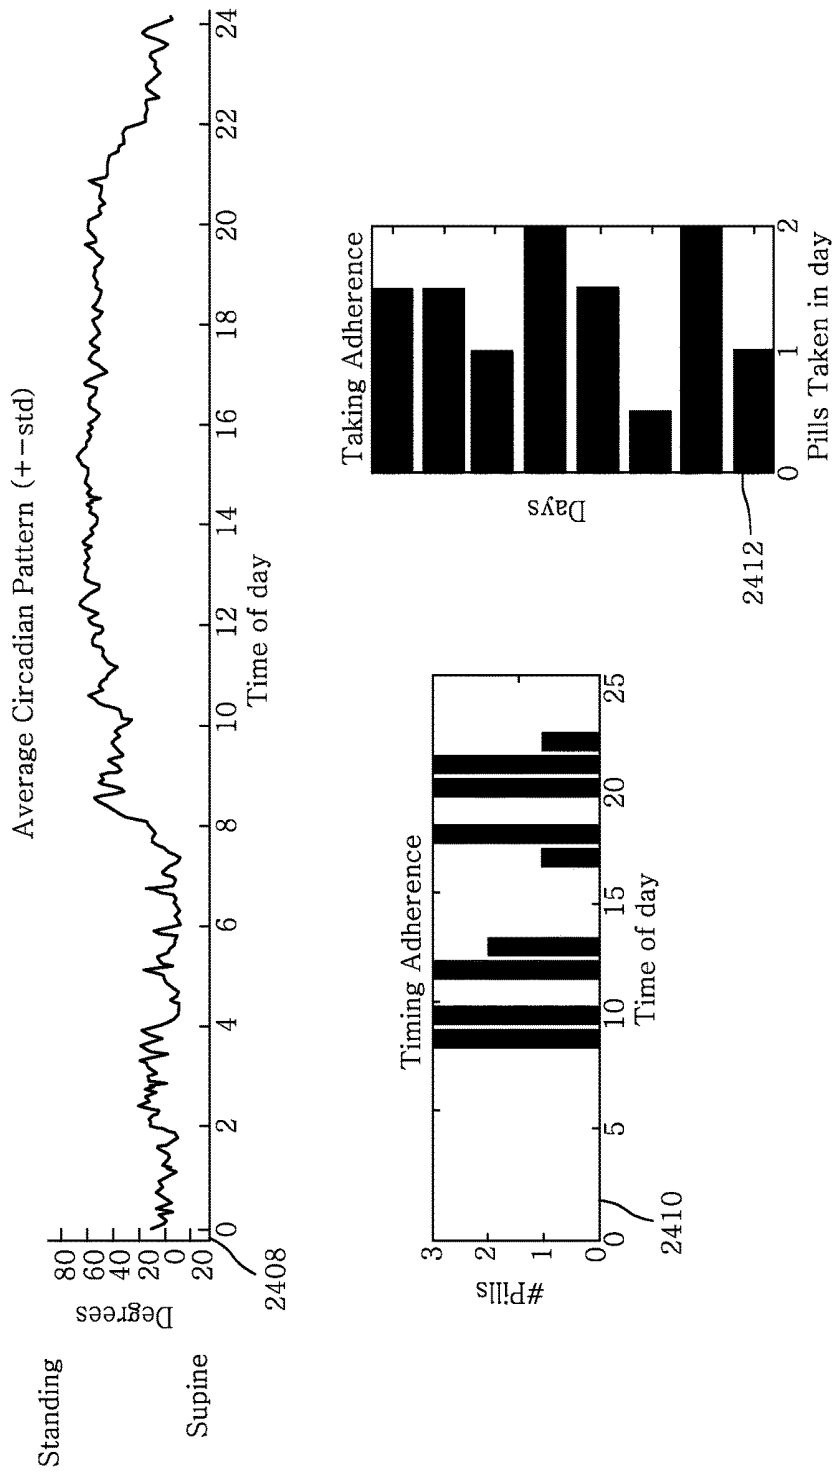 Average Circadian Pattern (+−std)
Standing
Supine
Degrees
80
60
40
20
0
20
0 2 4 6 8 10 12 14 16 18 20 22 24
Time of day
2408
Timing Adherence
#Pills
3
2
1
0
0 5 10 15 20 25
Time of day
2410
Taking Adherence
Days
0 1 2
Pills Taken in day
2412